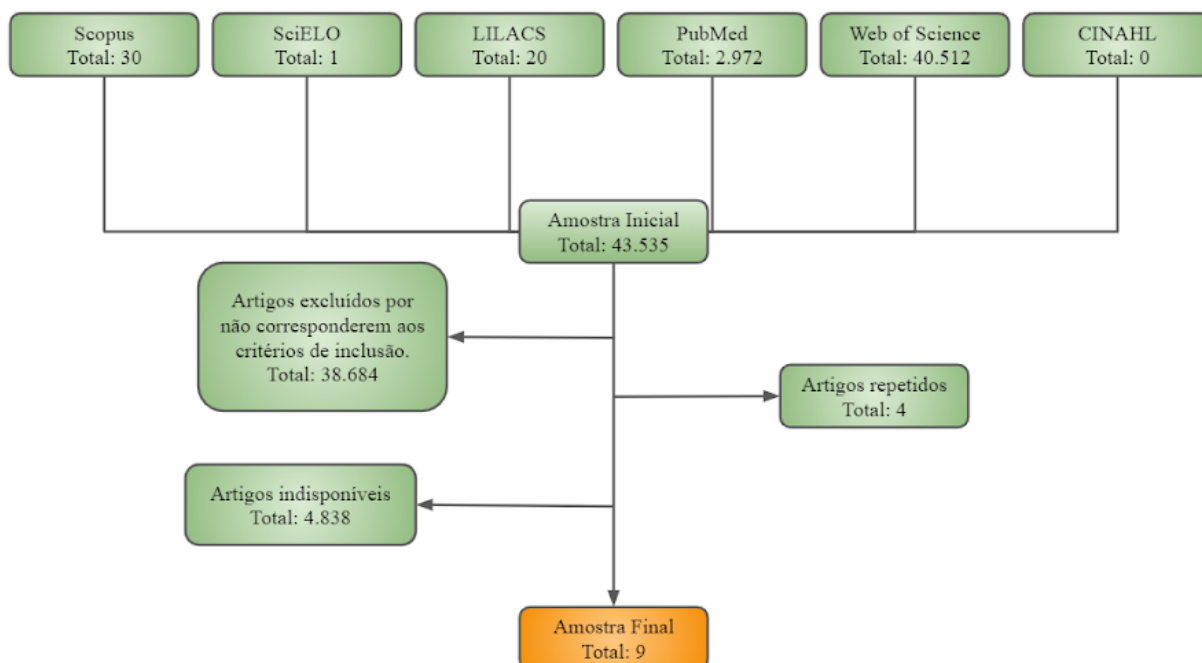 Scopus
Total: 30
SciELO
Total: 1
LILACS
Total: 20
PubMed
Total: 2.972
Web of Science
Total: 40.512
CINAHL
Total: 0
Amostra Inicial
Total: 43.535
Artigos excluídos por
não corresponderem aos
critérios de inclusão.
Total: 38.684
Artigos repetidos
Total: 4
Artigos indisponíveis
Total: 4.838
Amostra Final
Total: 9